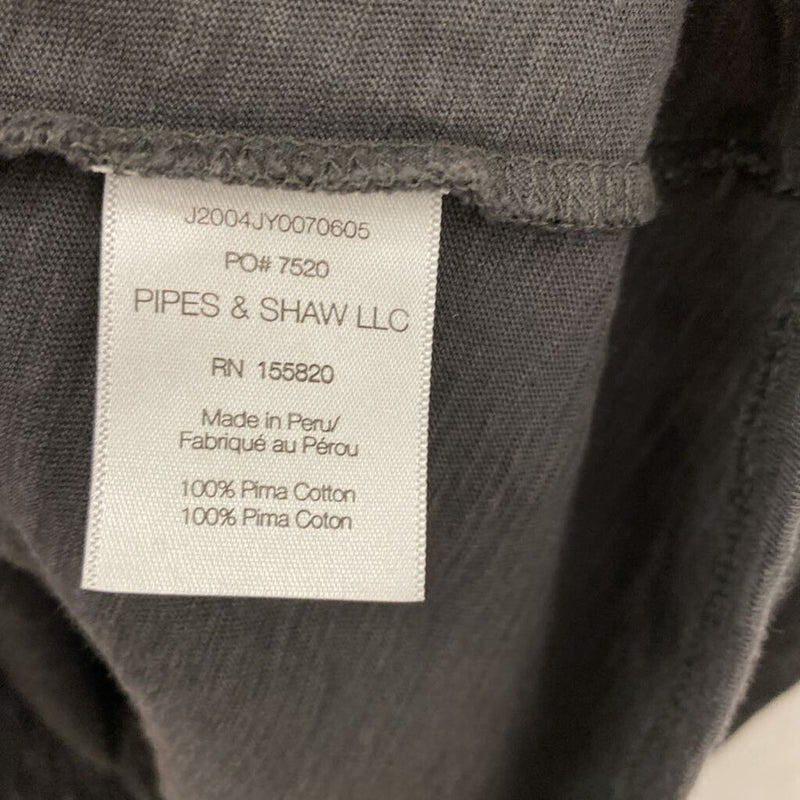 J2004JY0070605
PO# 7520
PIPES & SHAW LLC
RN 155820
Made in Peru/
Fabriqué au Pérou
100% Pima Cotton
100% Pima Coton